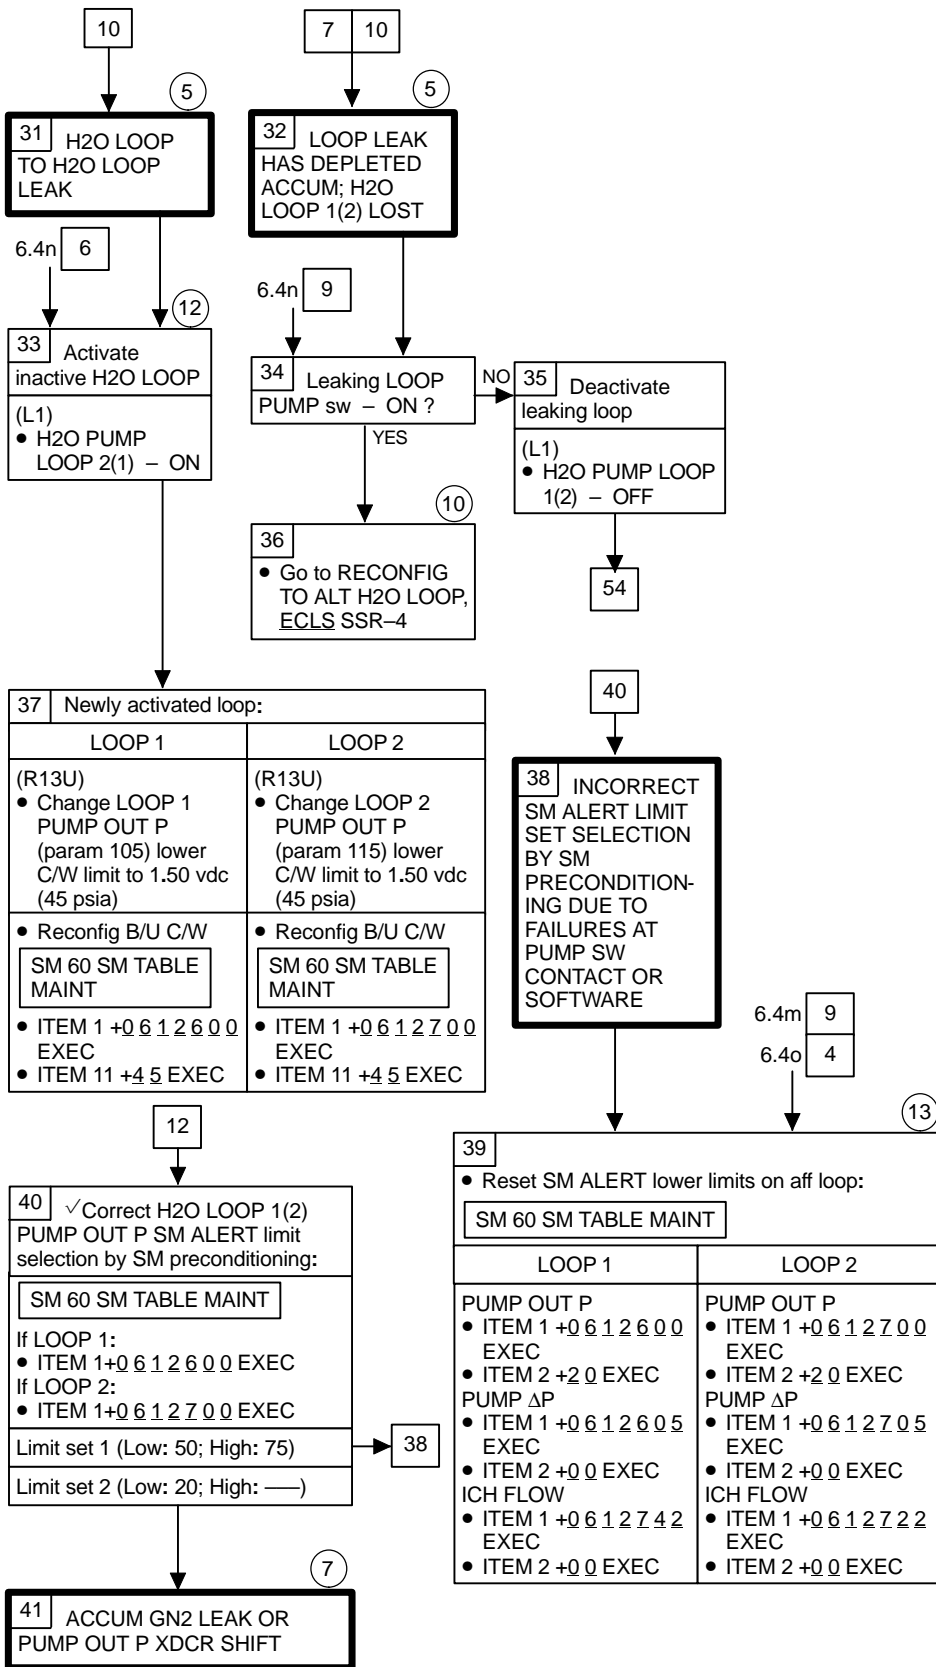 10
5
31 H2O LOOP
TO H2O LOOP
LEAK
7 10
5
32 LOOP LEAK
HAS DEPLETED
ACCUM; H2O
LOOP 1(2) LOST
6.4n 6
12
33 Activate
inactive H2O LOOP
(L1)
• H2O PUMP
LOOP 2(1) – ON
6.4n 9
34 Leaking LOOP
PUMP sw – ON ?
NO
YES
35 Deactivate
leaking loop
(L1)
• H2O PUMP LOOP
1(2) – OFF
54
10
36
• Go to RECONFIG
TO ALT H2O LOOP,
ECLS SSR–4
37 Newly activated loop:
LOOP 1
(R13U)
• Change LOOP 1
PUMP OUT P
(param 105) lower
C/W limit to 1.50 vdc
(45 psia)
• Reconfig B/U C/W
SM 60 SM TABLE
MAINT
• ITEM 1 +0 6 1 2 6 0 0
EXEC
• ITEM 11 +4 5 EXEC
LOOP 2
(R13U)
• Change LOOP 2
PUMP OUT P
(param 115) lower
C/W limit to 1.50 vdc
(45 psia)
• Reconfig B/U C/W
SM 60 SM TABLE
MAINT
• ITEM 1 +0 6 1 2 7 0 0
EXEC
• ITEM 11 +4 5 EXEC
40
38 INCORRECT
SM ALERT LIMIT
SET SELECTION
BY SM
PRECONDITION-
ING DUE TO
FAILURES AT
PUMP SW
CONTACT OR
SOFTWARE
6.4m 9
6.4o 4
13
39
• Reset SM ALERT lower limits on aff loop:
SM 60 SM TABLE MAINT
LOOP 1
PUMP OUT P
• ITEM 1 +0 6 1 2 6 0 0
EXEC
• ITEM 2 +2 0 EXEC
PUMP ∆P
• ITEM 1 +0 6 1 2 6 0 5
EXEC
• ITEM 2 +0 0 EXEC
ICH FLOW
• ITEM 1 +0 6 1 2 7 4 2
EXEC
• ITEM 2 +0 0 EXEC
LOOP 2
PUMP OUT P
• ITEM 1 +0 6 1 2 7 0 0
EXEC
• ITEM 2 +2 0 EXEC
PUMP ∆P
• ITEM 1 +0 6 1 2 7 0 5
EXEC
• ITEM 2 +0 0 EXEC
ICH FLOW
• ITEM 1 +0 6 1 2 7 2 2
EXEC
• ITEM 2 +0 0 EXEC
12
40 ✓Correct H2O LOOP 1(2)
PUMP OUT P SM ALERT limit
selection by SM preconditioning:
SM 60 SM TABLE MAINT
If LOOP 1:
• ITEM 1+0 6 1 2 6 0 0 EXEC
If LOOP 2:
• ITEM 1+0 6 1 2 7 0 0 EXEC
Limit set 1 (Low: 50; High: 75)
38
Limit set 2 (Low: 20; High: ——)
7
41 ACCUM GN2 LEAK OR
PUMP OUT P XDCR SHIFT